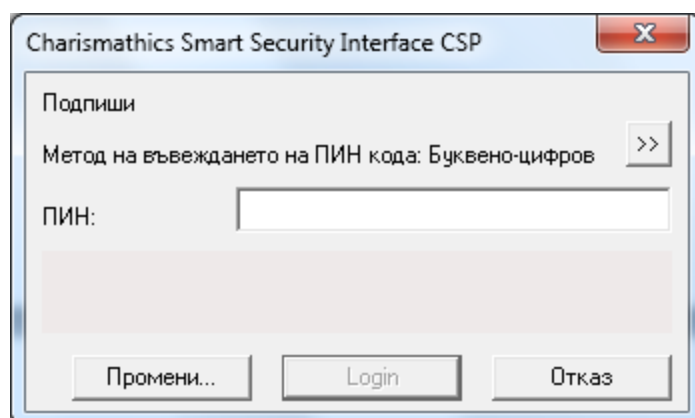 Charismathics Smart Security Interface CSP
Подпиши
Метод на въвеждането на ПИН кода: Буквено-цифров >>
ПИН:
Промени... Login Отказ